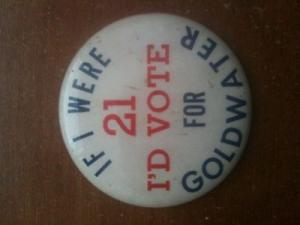 IF I WERE
21
I'D VOTE
FOR
GOLDWATER